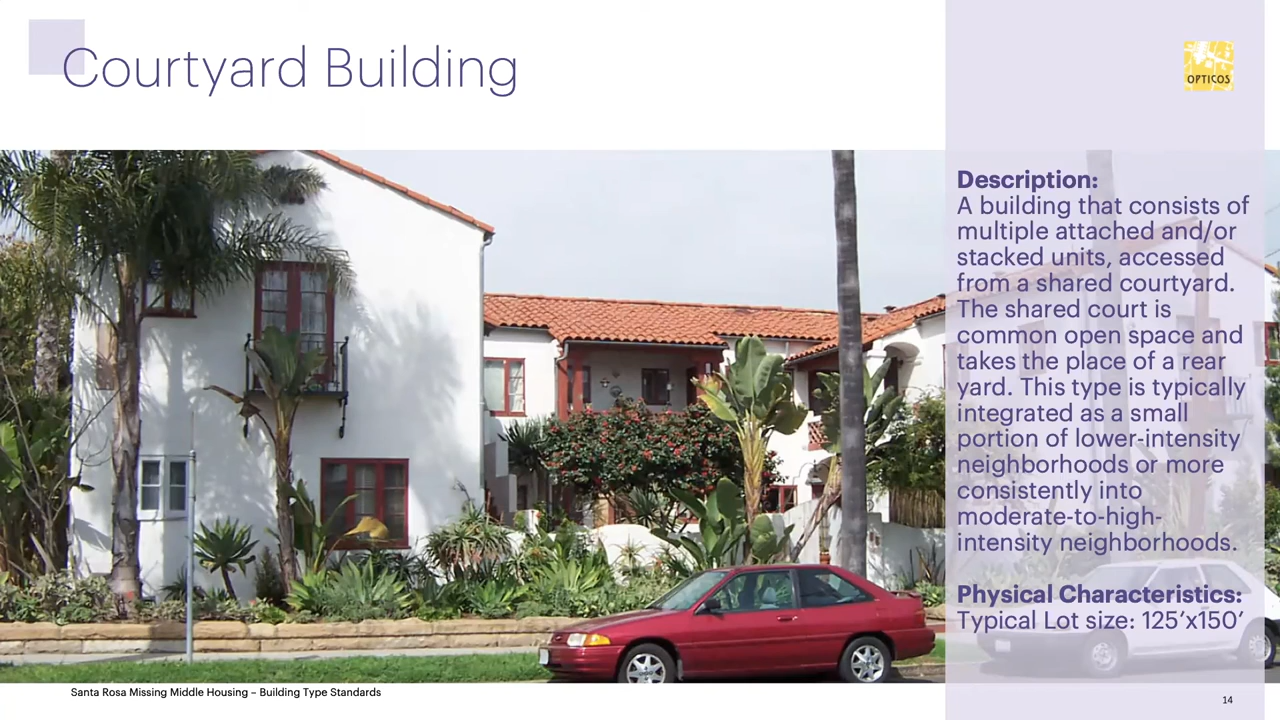 Courtyard Building
OPTICOS
Description:
A building that consists of
multiple attached and/or
stacked units, accessed
from a shared courtyard.
The shared court is
common open space and
takes the place of a rear
yard. This type is typically
integrated as a small
portion of lower-intensity
neighborhoods or more
consistently into
moderate-to-high-
intensity neighborhoods.
Physical Characteristics:
Typical Lot size: 125’x150’
Santa Rosa Missing Middle Housing – Building Type Standards
14